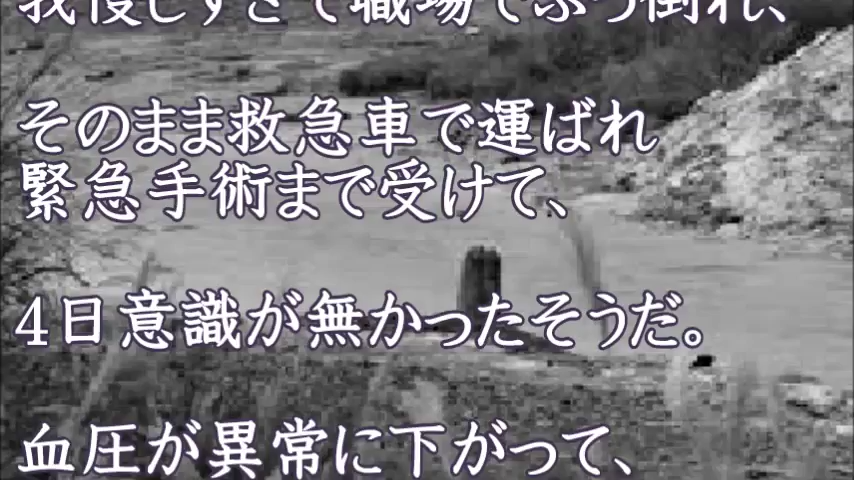 我慢しすぎて職場でぶっ倒れ、
そのまま救急車で運ばれ
緊急手術まで受けて、
4日意識が無かったそうだ。
血圧が異常に下がって、